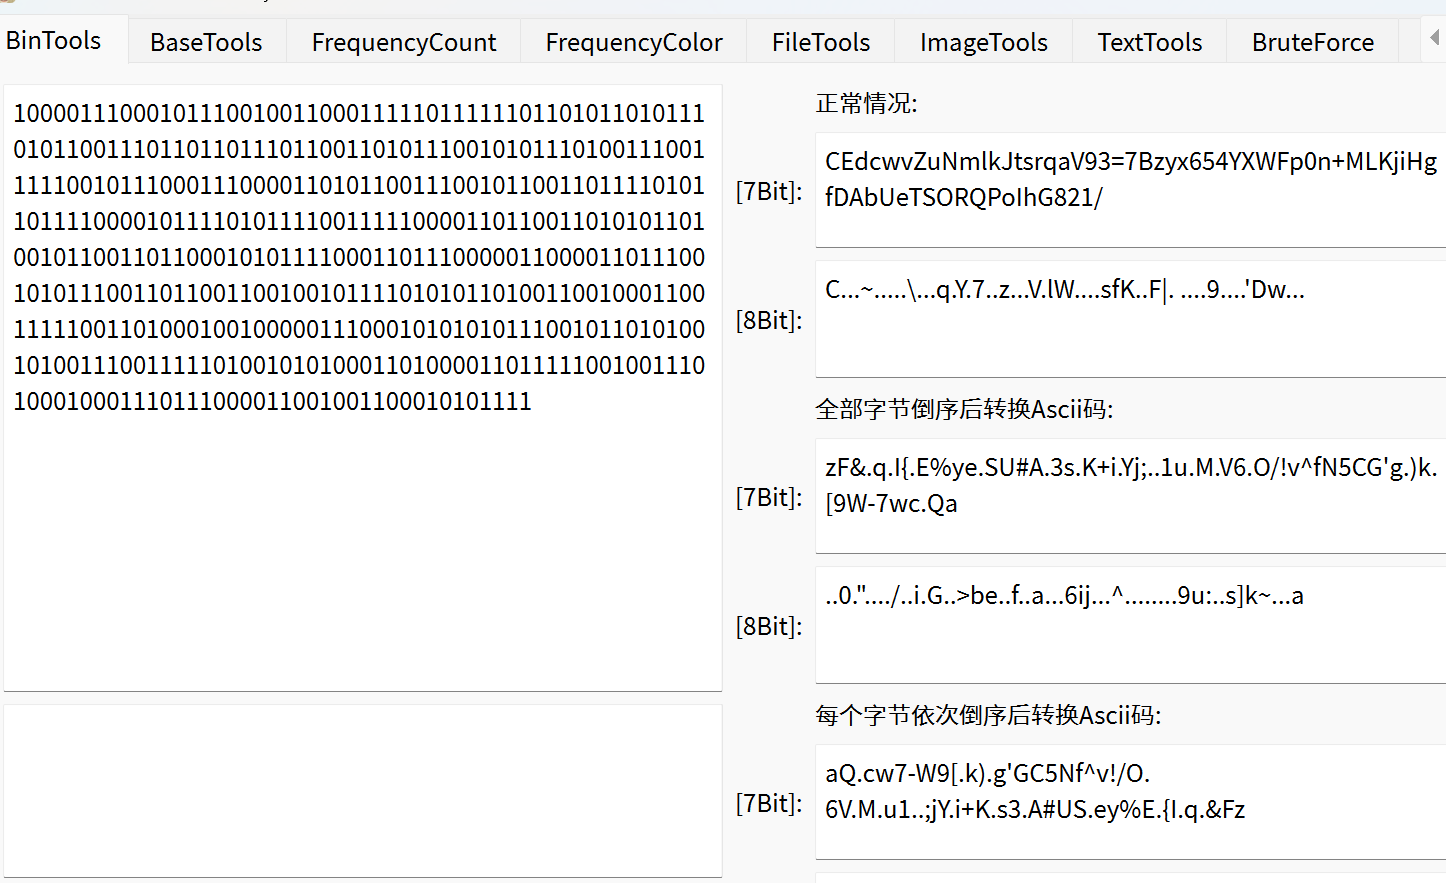 BinTools BaseTools FrequencyCount FrequencyColor FileTools ImageTools TextTools BruteForce
1000011100010111001001100011111011111101101011010111
0101100111011011011101100110101110010101110100111001
1111001011100011100001101011001110010110011011110101
1011110000101111010111100111110000110110011010101101
0010110011011000101011110001101110000011000011011100
1010111001101100110010010111101010110100110010001100
1111100110100010010000011100010101010111001011010100
1010011100111110100101010001101000011011111001001110
100010001110111000011001001100010101111
正常情况:
[7Bit]:
CEdcwvZuNmlkJtsrqaV93=7Bzyx654YXWFp0n+MLKjiHg
fDAbUeTSORQPoIhG821/
[8Bit]:
C...~.....\...q.Y.7..z...V.lW....sfK..F|. ....9....'Dw...
全部字节倒序后转换Ascii码:
[7Bit]:
zF&.q.I{.E%ye.SU#A.3s.K+i.Yj;..1u.M.V6.O/!v^fN5CG'g.)k.
[9W-7wc.Qa
[8Bit]:
..0."..../..i.G..>be..f..a...6ij...^........9u:..s]k~...a
每个字节依次倒序后转换Ascii码:
[7Bit]:
aQ.cw7-W9[.k).g'GC5Nf^v!/O.
6V.M.u1..;jY.i+K.s3.A#US.ey%E.{I.q.&Fz